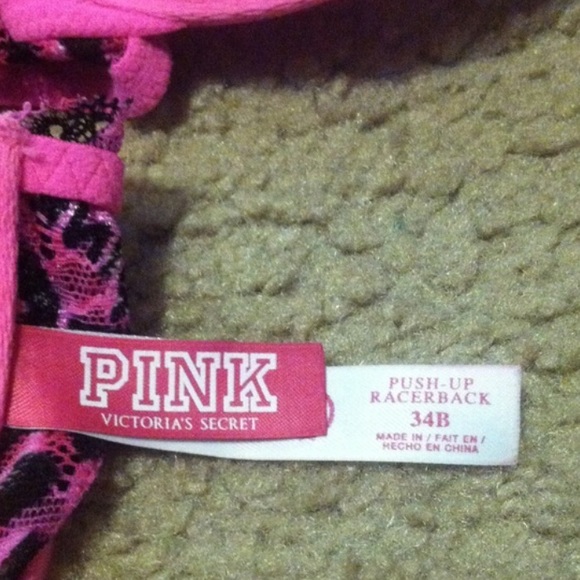 PINK
VICTORIA'S SECRET
PUSH-UP
RACERBACK
34B
MADE IN / FAIT EN /
HECHO EN CHINA